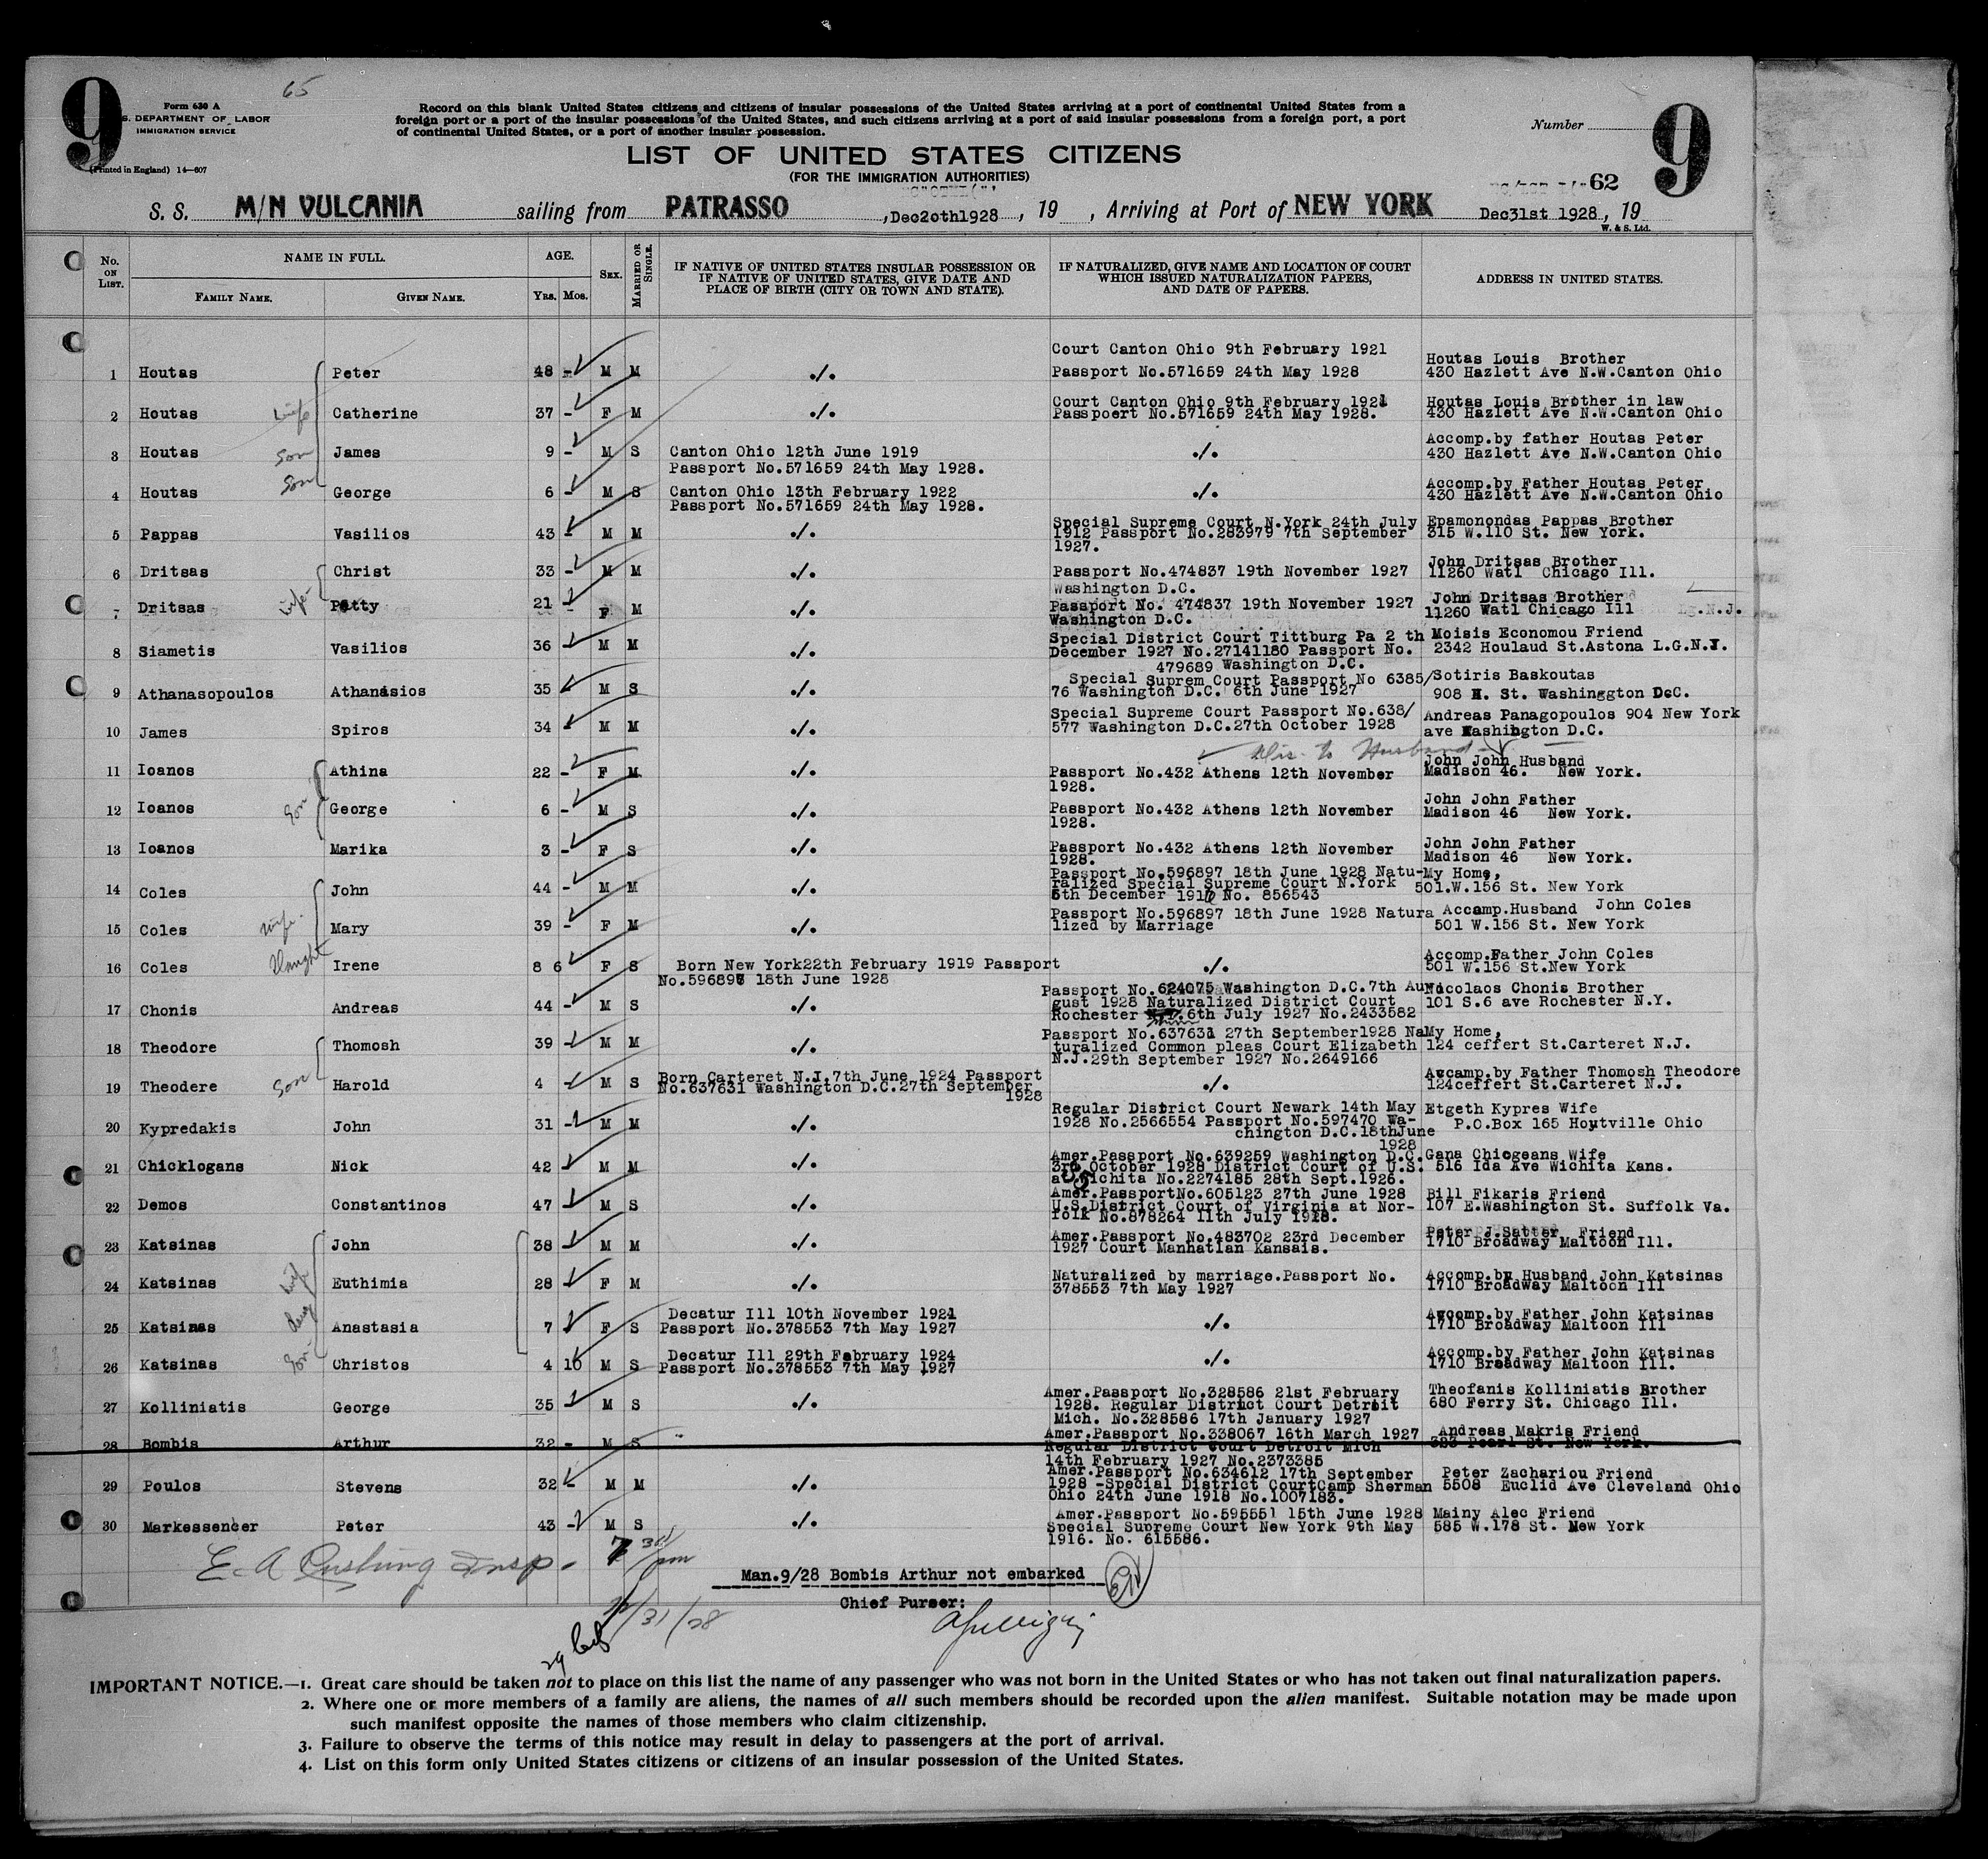 9
65
Form 630 A
S. DEPARTMENT OF LABOR
IMMIGRATION SERVICE
(Printed in England) 14—607
Record on this blank United States citizens and citizens of insular possessions of the United States arriving at a port of continental United States from a
foreign port or a part of the insular possessions of the United States, and such citizens arriving at a port of said insular possessions from a foreign port, a port
of continental United States, or a part of another insular possession.
Number
9
LIST OF UNITED STATES CITIZENS
(FOR THE IMMIGRATION AUTHORITIES)
62
S. S. M/N VULCANIA sailing from PATRASSO ,Dec20th1928 , 19 , Arriving at Port of NEW YORK Dec31st 1928 , 19
W. & S. Ltd.
No. ON LIST. NAME IN FULL. AGE. SEX. MARRIED OR SINGLE. IF NATIVE OF UNITED STATES INSULAR POSSESSION OR IF NATIVE OF UNITED STATES, GIVE DATE AND PLACE OF BIRTH (CITY OR TOWN AND STATE). IF NATURALIZED, GIVE NAME AND LOCATION OF COURT WHICH ISSUED NATURALIZATION PAPERS, AND DATE OF PAPERS. ADDRESS IN UNITED STATES.
FAMILY NAME. GIVEN NAME. YRS. MOS.
Court Canton Ohio 9th February 1921 Houtas Louis Brother
1 Houtas Peter 48 - M M ./. Passport No.571659 24th May 1928 430 Hazlett Ave N.W.Canton Ohio
Court Canton Ohio 9th February 1921 Houtas Louis Brother in law
2 Houtas wife Catherine 37 - F M ./. Passpoert No.571659 24th May 1928. 430 Hazlett Ave N.W.Canton Ohio
Accomp.by father Houtas Peter
3 Houtas Son James 9 - M S Canton Ohio 12th June 1919 ./. 430 Hazlett Ave N.W.Canton Ohio
Passport No.571659 24th May 1928.
Accomp.by Father Houtas Peter
4 Houtas Son George 6 - M S Canton Ohio 13th February 1922 ./. 430 Hazlett Ave N.W.Canton Ohio
Passport No.571659 24th May 1928.
Special Supreme Court N.York 24th July Epamonondas Pappas Brother
5 Pappas Vasilios 43 - M M ./. 1912 Passport No.283979 7th September 315 W.110 St. New York.
1927.
John Dritsas Brother
6 Dritsas Christ 33 - M M ./. Passport No.474837 19th November 1927 11260 Watl Chicago Ill.
Washington D.C.
John Dritsas Brother
7 Dritsas wife Petty 21 F M ./. Passport No. 474837 19th November 1927 11260 Watl Chicago Ill
Washington D.C.
Special District Court Tittburg Pa 2 th Moisis Economou Friend
8 Siametis Vasilios 36 - M M ./. December 1927 No.27141180 Passport No. 2342 Houlaud St.Astona L.G.N.J.
479689 Washington D.C.
Special Suprem Court Passport No 6385/ Sotiris Baskoutas
9 Athanasopoulos Athanasios 35 M S ./. 76 Washington D.C. 6th June 1927 908 H. St. Washinggton DcC.
Special Supreme Court Passport No.638/ Andreas Panagopoulos 904 New York
10 James Spiros 34 M M ./. 577 Washington D.C.27th October 1928 ave Washington D.C.
Dis. to Husband
John John Husband
11 Ioanos Athina 22 - F M ./. Passport No.432 Athens 12th November Madison 46. New York.
1928.
John John Father
12 Ioanos Son George 6 - M S ./. Passport No.432 Athens 12th November Madison 46 New York.
1928.
John John Father
13 Ioanos Marika 3 - F S ./. Passport No.432 Athens 12th November Madison 46 New York.
1928.
Passport No.596897 18th June 1928 Natu- My Home,
14 Coles John 44 - M M ./. ralized Special Supreme Court N.York 501.W.156 St. New York
No. 856543
Passport No.596897 18th June 1928 Natura Accomp.Husband John Coles
15 Coles wife. Mary 39 - F M ./. lized by Marriage 501 W.156 St. New York
Accomp.Father John Coles
16 Coles Daught Irene 8 6 F S Born New York22th February 1919 Passport ./. 501 W.156 St.New York
No.596897 18th June 1928
Passport No.624075 Washington D.C.7th Au Nicolaos Chonis Brother
17 Chonis Andreas 44 - M S ./. gust 1928 Naturalized District Court 101 S.6 ave Rochester N.Y.
Rochester 6th July 1927 No.2433582
Passport No.637631 27th September1928 Na My Home,
18 Theodore Thomosh 39 M M ./. turalized Common pleas Court Elizabeth 124 ceffert St.Carteret N.J.
N.J.29th September 1927 No.2649166
Born Carteret N.J.7th June 1924 Passport Accamp.by Father Thomosh Theodore
19 Theodere Son Harold 4 M S No.637631 Washington D.C.27th September ./. 124ceffert St.Carteret N.J.
1928
Regular District Court Newark 14th May Etgeth Kypres Wife
20 Kypredakis John 31 - M M ./. 1928 No.2566554 Passport No.597470 Wa- P.O.Box 165 Hoytville Ohio
chington D.C.18thJune
1928
Amer.Passport No.639259 Washington D.C. Gana Chiogeans Wife
21 Chicklogans Nick 42 M M ./. 3rd October 1928 District Court of U.S. 516 Ida Ave Wichita Kans.
at Wichita No.2274185 28th Sept.1926.
Amer.PassportNo.605123 27th June 1928 Bill Fikaris Friend
22 Demos Constantinos 47 M S ./. U.S.District Court of Virginia at Nor- 107 E.Washington St. Suffolk Va.
folk No.878264 11th July 1918.
Amer.Passport No.483702 23rd December Peter J.Satter Friend
23 Katsinas John 38 M M ./. 1927 Court Manhatlan Kansais. 1710 Broadway Maltoon Ill.
Naturalized by marriage.Passport No. Accomp.by Husband John Katsinas
24 Katsinas wife Euthimia 28 F M ./. 378553 7th May 1927 1710 Broadway Maltoon Ill
Decatur Ill 10th November 1921 Accomp.by Father John Katsinas
25 Katsinas Daug Anastasia 7 F S Passport No.378553 7th May 1927 ./. 1710 Broadway Maltoon Ill
Decatur Ill 29th February 1924 Accomp.by Father John Katsinas
26 Katsinas Son Christos 4 10 M S Passport No.378553 7th May 1927 ./. 1710 Broadway Maltoon Ill.
Amer.Passport No.328586 21st February Theofanis Kolliniatis Brother
27 Kolliniatis George 35 M S ./. 1928. Regular District Court Detroit 680 Ferry St. Chicago Ill.
Mich. No.328586 17th January 1927
Amer.Passport No.338067 16th March 1927 Andreas Makris Friend
28 Bombis Arthur 32 - M S Regular District Court Detroit Mich 323 Pearl St. New York.
14th February 1927 No.2373385
Amer.Passport No.634612 17th September Peter Zachariou Friend
29 Poulos Stevens 32 - M M ./. 1928 -Special District CourtCamp Sherman 5508 Euclid Ave Cleveland Ohio
Ohio 24th June 1918 No.1007183.
Amer.Passport No.595551 15th June 1928 Mainy Alec Friend
30 Markessencer Peter 43 - M S ./. Special Supreme Court New York 9th May 585 W.178 St. New York
1916. No. 615586.
E. A Rushing Insp. 7 30 pm
Man.9/28 Bombis Arthur not embarked
Chief Purser:
12/31/28
IMPORTANT NOTICE.—1. Great care should be taken not to place on this list the name of any passenger who was not born in the United States or who has not taken out final naturalization papers.
2. Where one or more members of a family are aliens, the names of all such members should be recorded upon the alien manifest. Suitable notation may be made upon
such manifest opposite the names of those members who claim citizenship.
3. Failure to observe the terms of this notice may result in delay to passengers at the port of arrival.
4. List on this form only United States citizens or citizens of an insular possession of the United States.